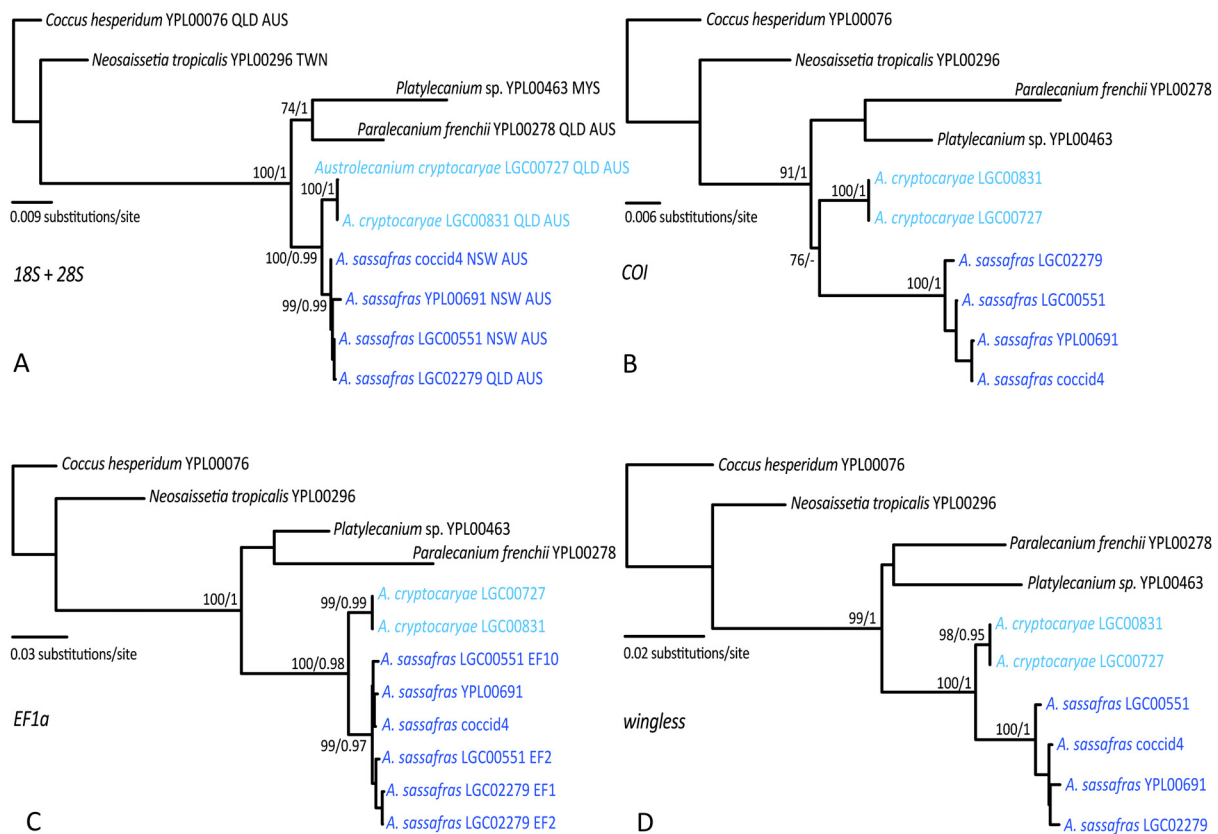 Coccus hesperidum YPL00076 QLD AUS
Neosaissetia tropicalis YPL00296 TWN
Platylecanium sp. YPL00463 MYS
74/1
Paralecanium frenchii YPL00278 QLD AUS
100/1
Austrolecanium cryptocaryae LGC00727 QLD AUS
100/1
A. cryptocaryae LGC00831 QLD AUS
0.009 substitutions/site
100/0.99
A. sassafras coccid4 NSW AUS
18S + 28S
99/0.99
A. sassafras YPL00691 NSW AUS
A. sassafras LGC00551 NSW AUS
A. sassafras LGC02279 QLD AUS
A
Coccus hesperidum YPL00076
Neosaissetia tropicalis YPL00296
Paralecanium frenchii YPL00278
Platylecanium sp. YPL00463
91/1
A. cryptocaryae LGC00831
100/1
A. cryptocaryae LGC00727
0.006 substitutions/site
76/-
A. sassafras LGC02279
COI
100/1
A. sassafras LGC00551
A. sassafras YPL00691
A. sassafras coccid4
B
Coccus hesperidum YPL00076
Neosaissetia tropicalis YPL00296
Platylecanium sp. YPL00463
Paralecanium frenchii YPL00278
100/1
A. cryptocaryae LGC00727
99/0.99
A. cryptocaryae LGC00831
0.03 substitutions/site
100/0.98
A. sassafras LGC00551 EF10
A. sassafras YPL00691
EF1a
A. sassafras coccid4
99/0.97
A. sassafras LGC00551 EF2
A. sassafras LGC02279 EF1
A. sassafras LGC02279 EF2
C
Coccus hesperidum YPL00076
Neosaissetia tropicalis YPL00296
Paralecanium frenchii YPL00278
Platylecanium sp. YPL00463
99/1
A. cryptocaryae LGC00831
98/0.95
A. cryptocaryae LGC00727
0.02 substitutions/site
100/1
A. sassafras LGC00551
wingless
100/1
A. sassafras coccid4
A. sassafras YPL00691
A. sassafras LGC02279
D